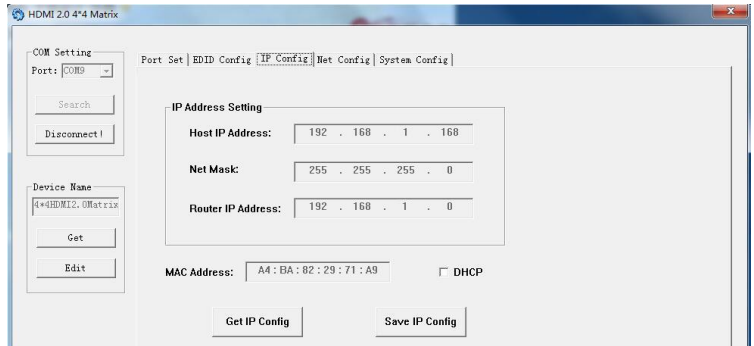 HDMI 2.0 4*4 Matrix
COM Setting
Port: COM9
Search
Disconnect!
Device Name
4*4HDMI2.0Matrix
Get
Edit
Port Set EDID Config IP Config Net Config System Config
IP Address Setting
Host IP Address: 192 . 168 . 1 . 168
Net Mask: 255 . 255 . 255 . 0
Router IP Address: 192 . 168 . 1 . 0
MAC Address: A4:BA:82:29:71:A9
DHCP
Get IP Config
Save IP Config